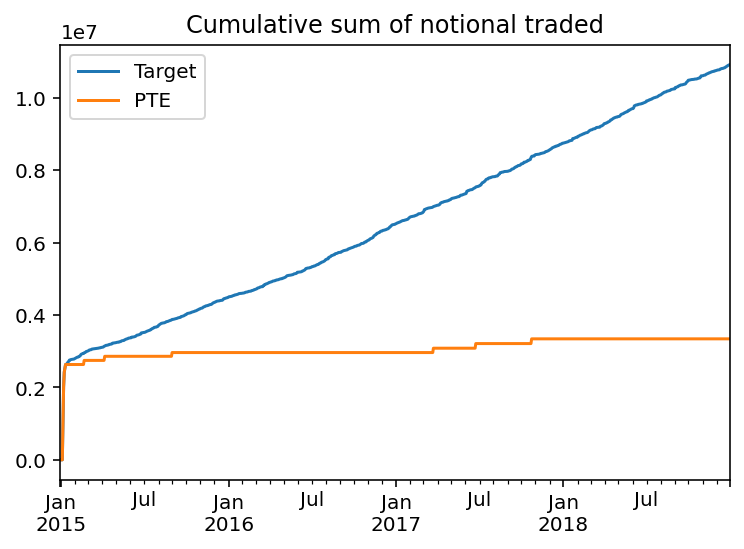 Cumulative sum of notional traded
1e7
Target
PTE
1.0
0.8
0.6
0.4
0.2
0.0
Jan Jul Jan Jul Jan Jul Jan Jul
2015 2016 2017 2018